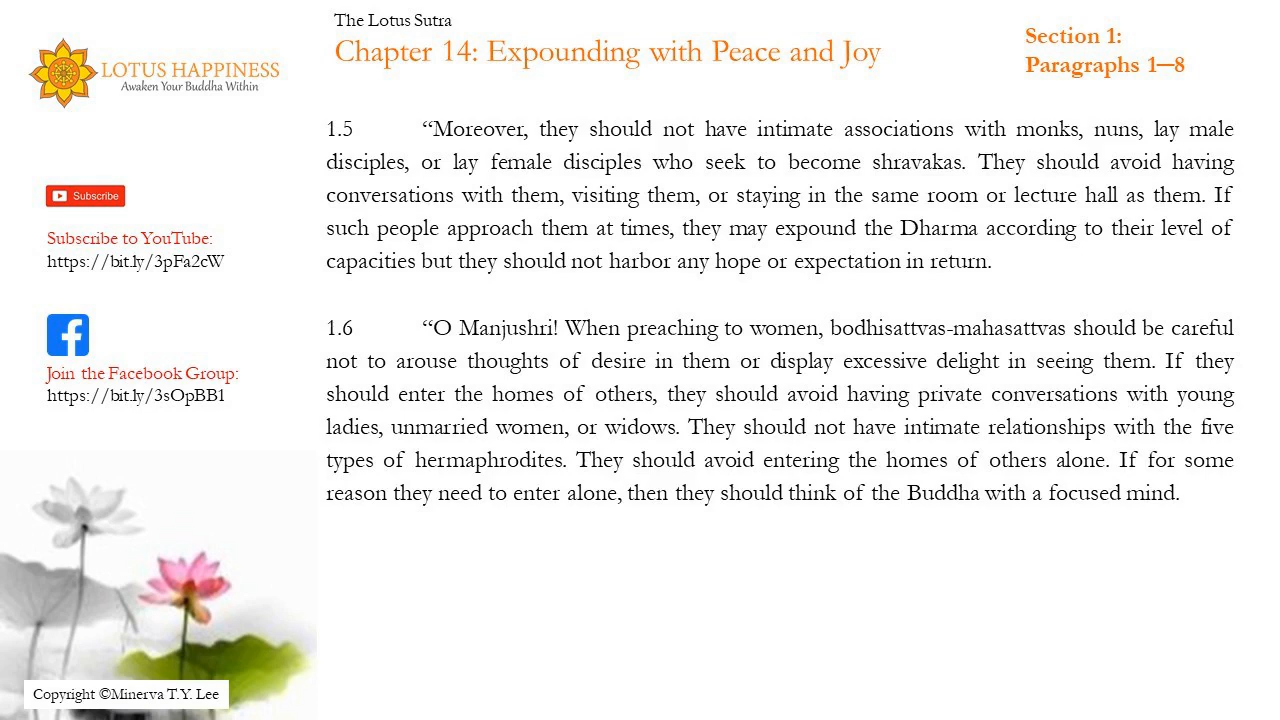 The Lotus Sutra
Chapter 14: Expounding with Peace and Joy
Section 1:
Paragraphs 1—8
LOTUS HAPPINESS
Awaken Your Buddha Within
Subscribe
Subscribe to YouTube:
https://bit.ly/3pFa2cW
Join the Facebook Group:
https://bit.ly/3sOpBB1
1.5 “Moreover, they should not have intimate associations with monks, nuns, lay male
disciples, or lay female disciples who seek to become shravakas. They should avoid having
conversations with them, visiting them, or staying in the same room or lecture hall as them. If
such people approach them at times, they may expound the Dharma according to their level of
capacities but they should not harbor any hope or expectation in return.
1.6 “O Manjushri! When preaching to women, bodhisattvas-mahasattvas should be careful
not to arouse thoughts of desire in them or display excessive delight in seeing them. If they
should enter the homes of others, they should avoid having private conversations with young
ladies, unmarried women, or widows. They should not have intimate relationships with the five
types of hermaphrodites. They should avoid entering the homes of others alone. If for some
reason they need to enter alone, then they should think of the Buddha with a focused mind.
Copyright ©Minerva T.Y. Lee